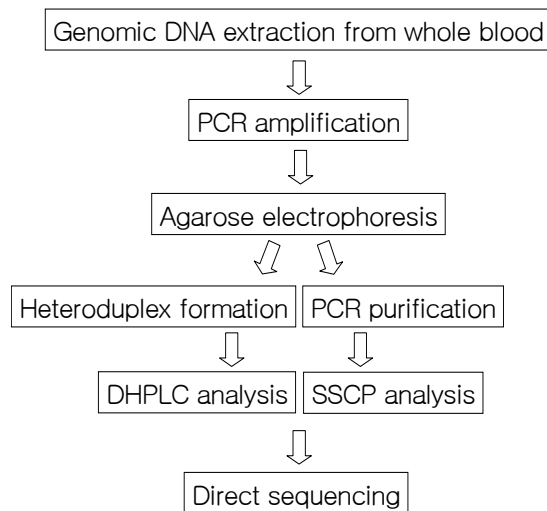 Genomic DNA extraction from whole blood
PCR amplification
Agarose electrophoresis
Heteroduplex formation
PCR purification
DHPLC analysis
SSCP analysis
Direct sequencing